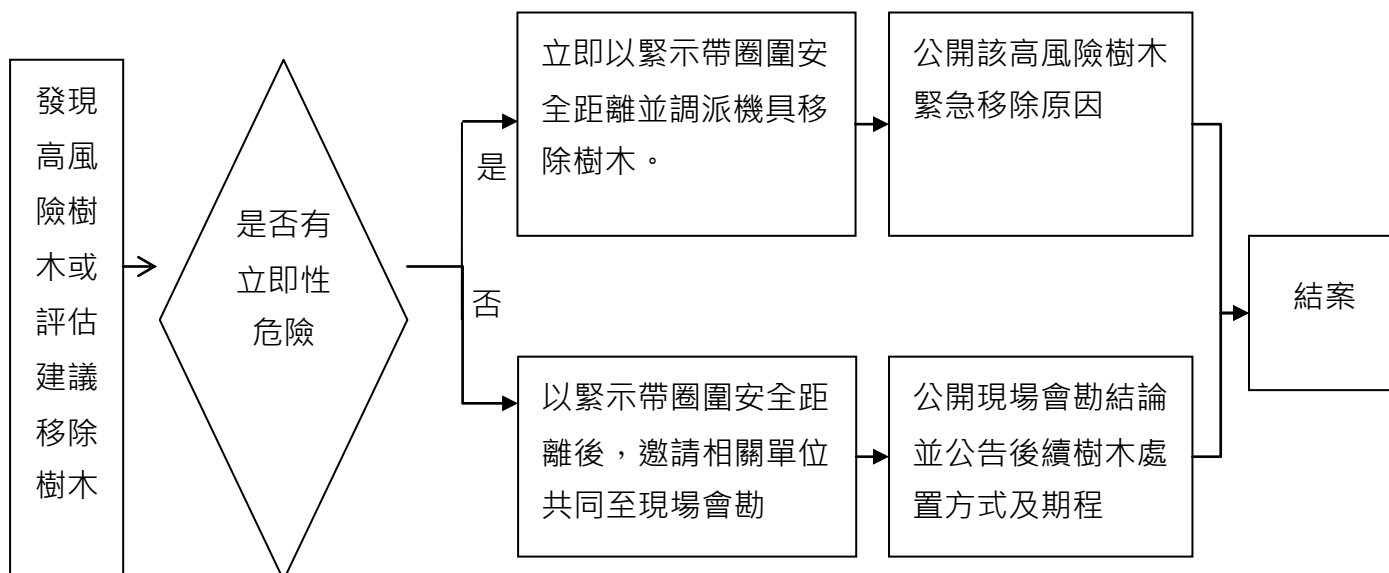 發現
高風
險樹
木或
評估
建議
移除
樹木
是否有
立即性
危險
是
立即以緊示帶圈圍安
全距離並調派機具移
除樹木。
公開該高風險樹木
緊急移除原因
否
以緊示帶圈圍安全距
離後，邀請相關單位
共同至現場會勘
公開現場會勘結論
並公告後續樹木處
置方式及期程
結案